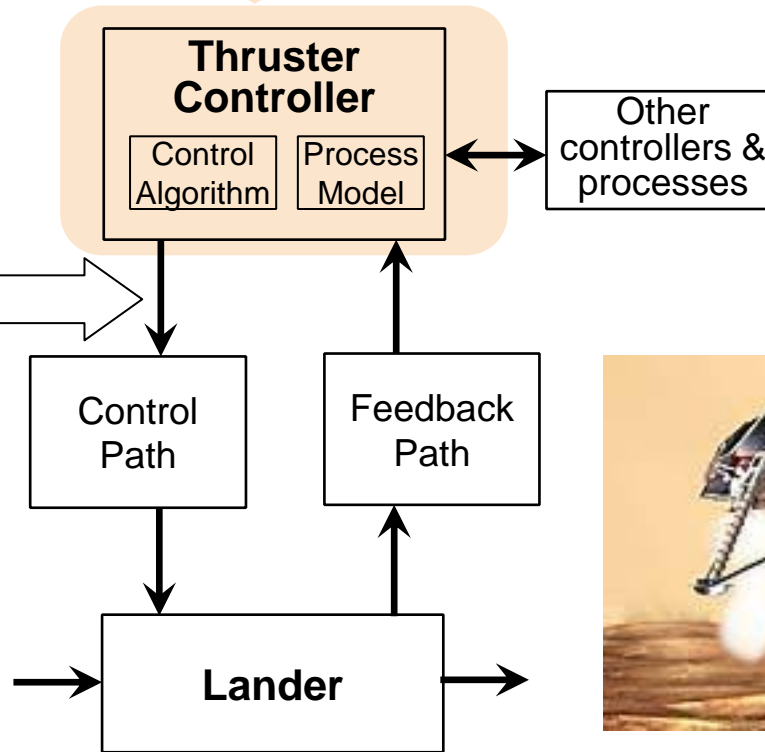 Thruster
Controller
Control
Algorithm
Process
Model
Other
controllers &
processes
Control
Path
Feedback
Path
Lander